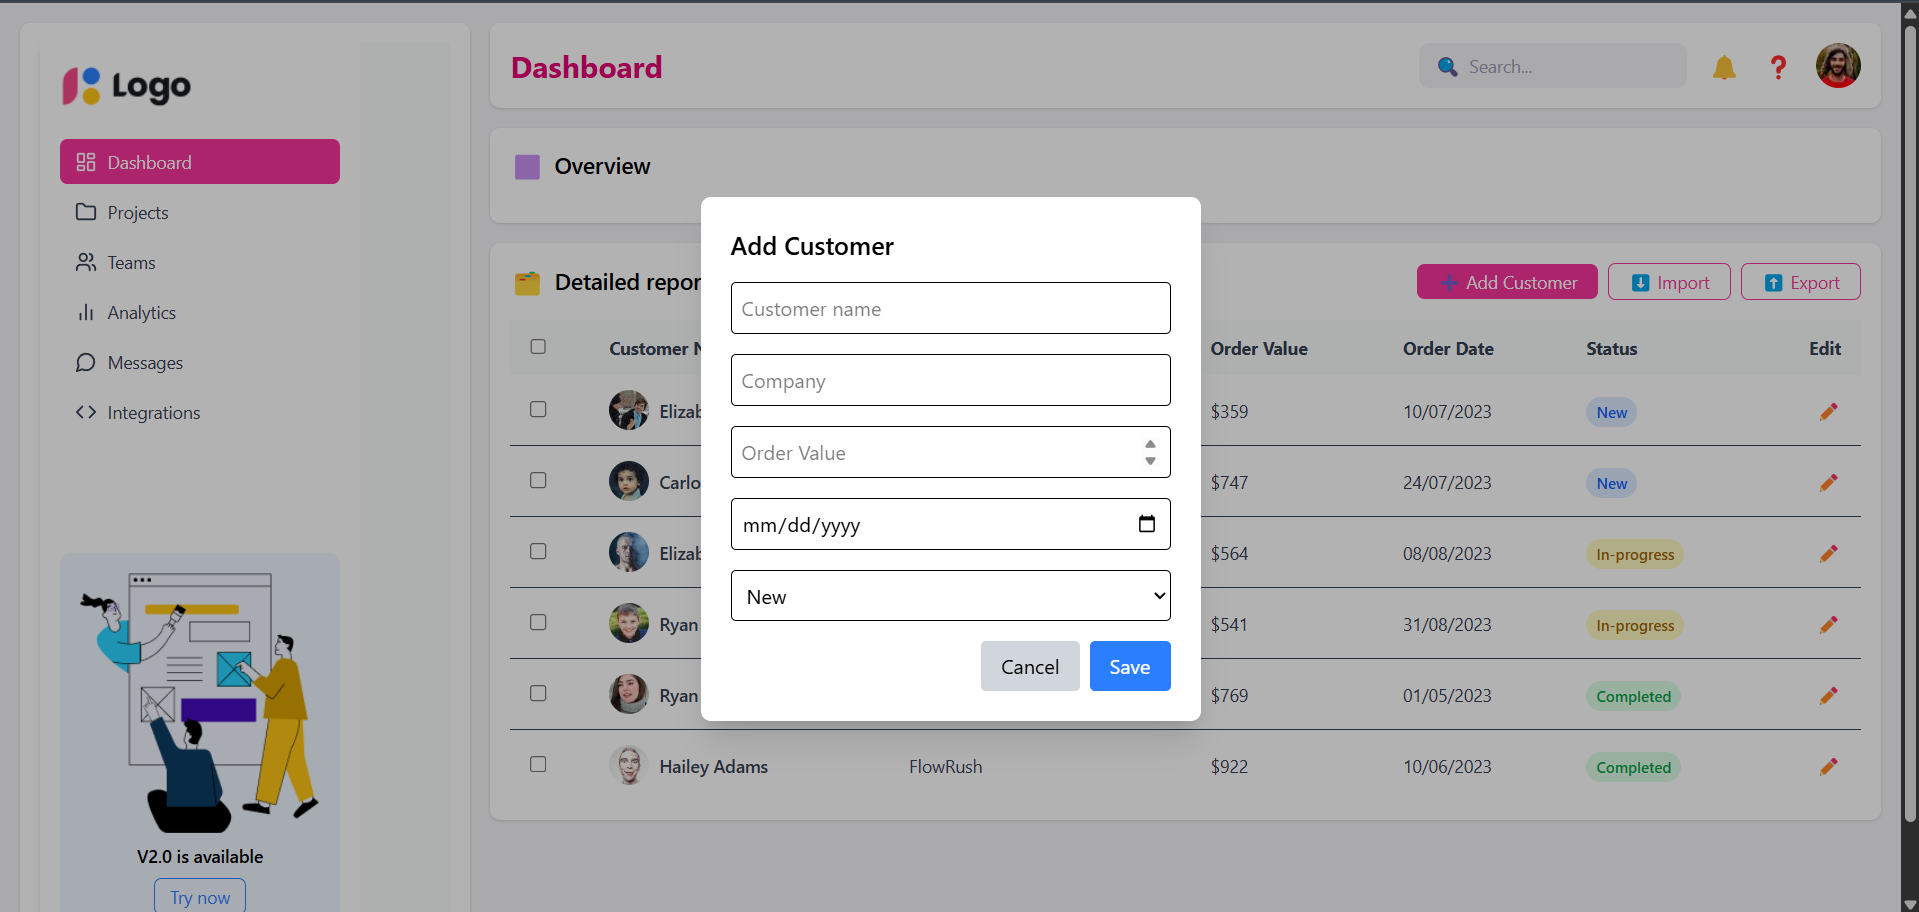 Logo
Dashboard
Projects
Teams
Analytics
Messages
Integrations
V2.0 is available
Try now
Dashboard
Search...
Overview
Detailed repor
Add Customer
Import
Export
Customer N
Order Value
Order Date
Status
Edit
Elizab
$359
10/07/2023
New
Carlo
$747
24/07/2023
New
Elizab
$564
08/08/2023
In-progress
Ryan
$541
31/08/2023
In-progress
Ryan
$769
01/05/2023
Completed
Hailey Adams
FlowRush
$922
10/06/2023
Completed
Add Customer
Customer name
Company
Order Value
mm/dd/yyyy
New
Cancel
Save